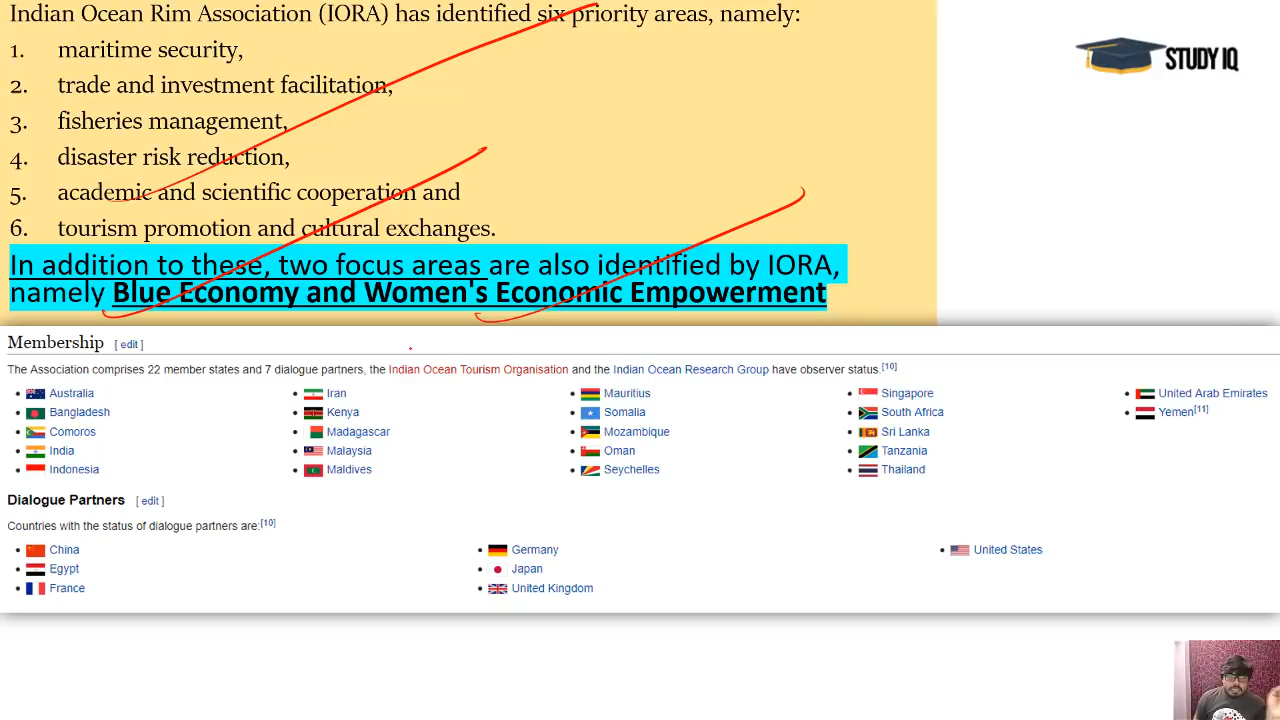 Indian Ocean Rim Association (IORA) has identified six priority areas, namely:
1. maritime security,
2. trade and investment facilitation,
3. fisheries management,
4. disaster risk reduction,
5. academic and scientific cooperation and
6. tourism promotion and cultural exchanges.
In addition to these, two focus areas are also identified by IORA,
namely Blue Economy and Women's Economic Empowerment
STUDY IQ
Membership [ edit ]
The Association comprises 22 member states and 7 dialogue partners, the Indian Ocean Tourism Organisation and the Indian Ocean Research Group have observer status.[10]
• Australia
• Bangladesh
• Comoros
• India
• Indonesia
• Iran
• Kenya
• Madagascar
• Malaysia
• Maldives
• Mauritius
• Somalia
• Mozambique
• Oman
• Seychelles
• Singapore
• South Africa
• Sri Lanka
• Tanzania
• Thailand
• United Arab Emirates
• Yemen[11]
Dialogue Partners [ edit ]
Countries with the status of dialogue partners are:[10]
• China
• Egypt
• France
• Germany
• Japan
• United Kingdom
• United States